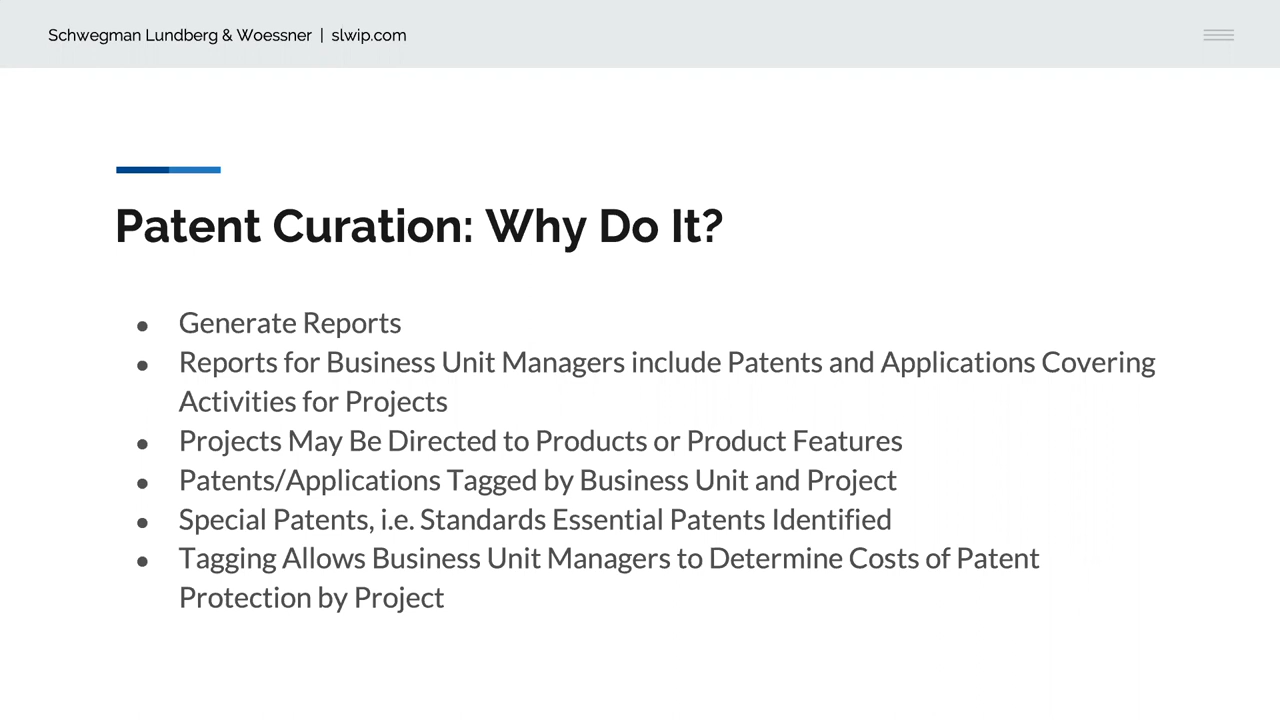 Schwegman Lundberg & Woessner | slwip.com
Patent Curation: Why Do It?
● Generate Reports
● Reports for Business Unit Managers include Patents and Applications Covering
Activities for Projects
● Projects May Be Directed to Products or Product Features
● Patents/Applications Tagged by Business Unit and Project
● Special Patents, i.e. Standards Essential Patents Identified
● Tagging Allows Business Unit Managers to Determine Costs of Patent
Protection by Project